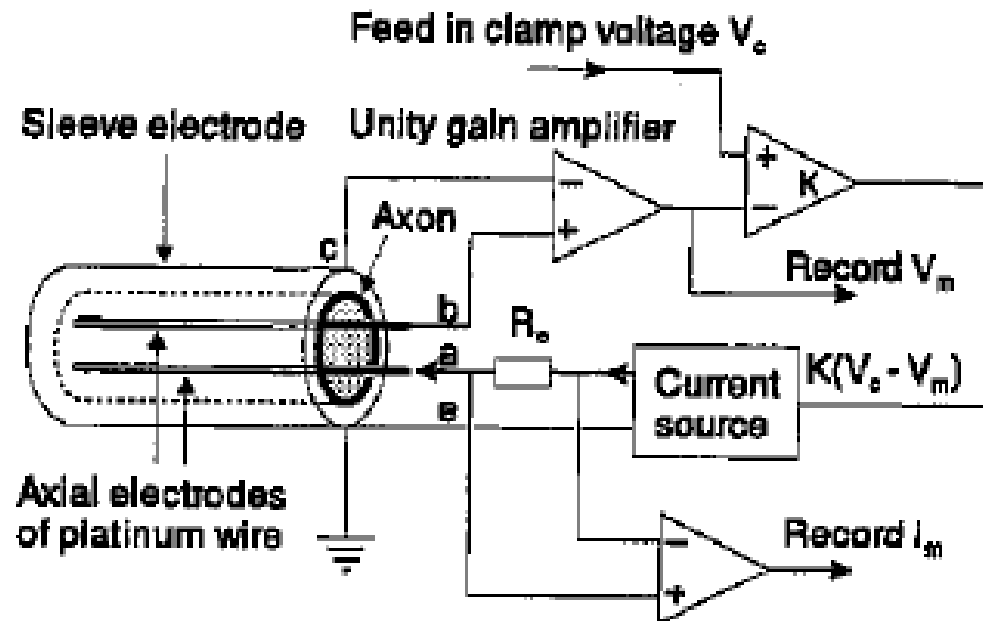 Feed in clamp voltage Vc
Sleeve electrode
Unity gain amplifier
+
K
−
−
Axon
+
c
Record Vm
b
Ro
a
Current
source
K(Vc - Vm)
e
Axial electrodes
of platinum wire
−
Record im
+